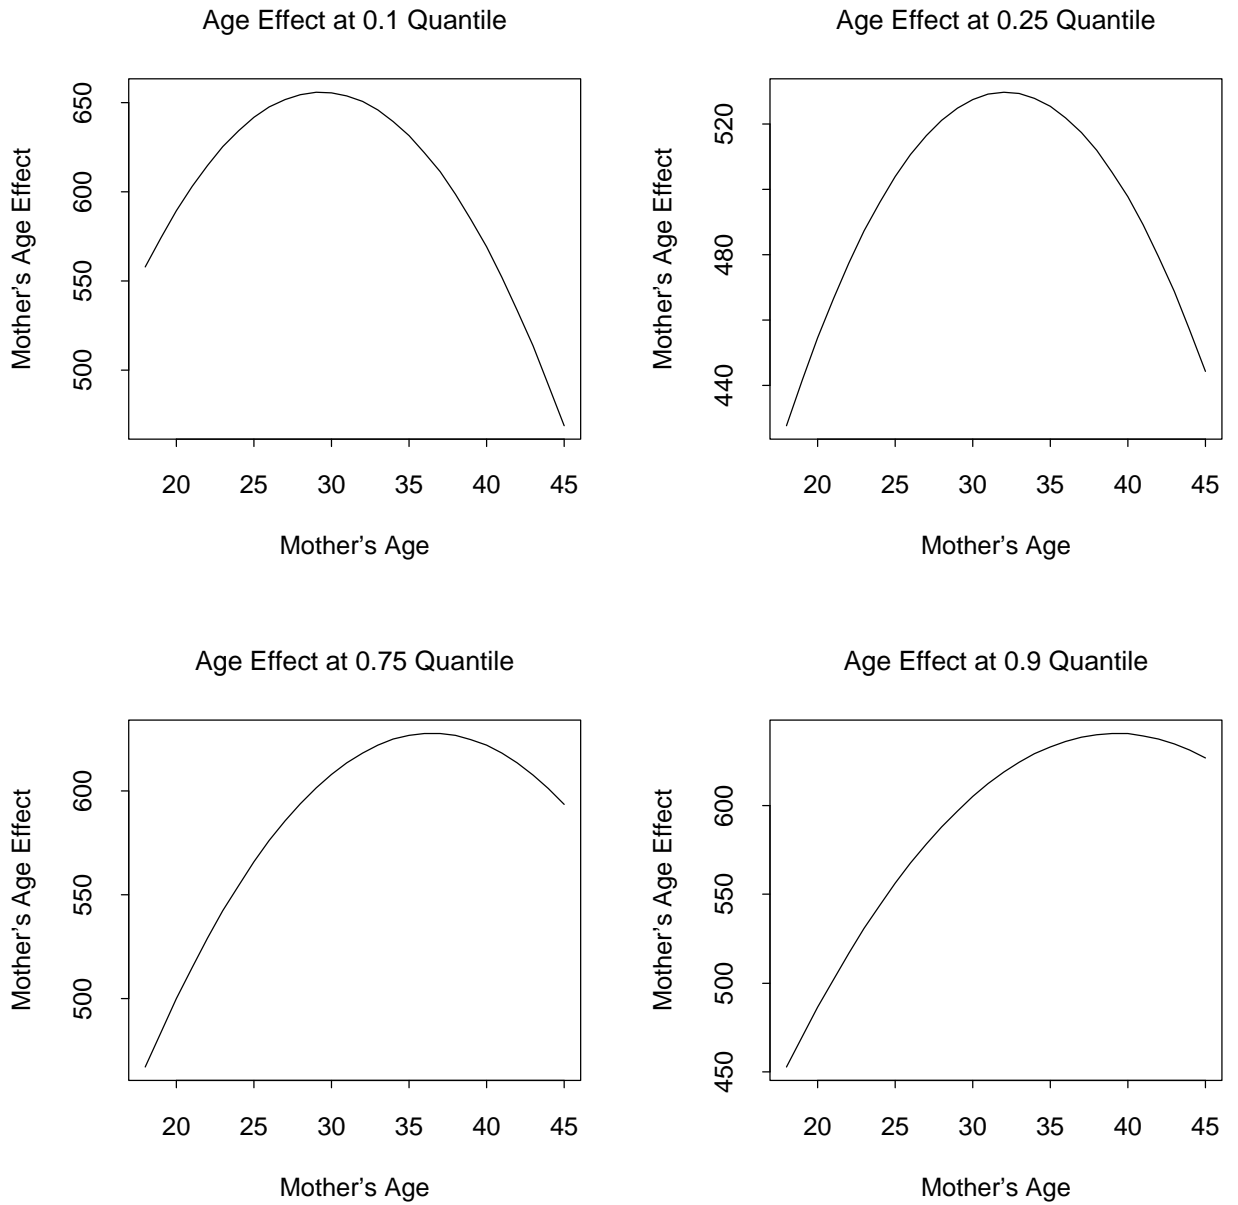 Age Effect at 0.1 Quantile
Mother's Age Effect
650
600
550
500
20 25 30 35 40 45
Mother's Age
Age Effect at 0.25 Quantile
Mother's Age Effect
520
480
440
20 25 30 35 40 45
Mother's Age
Age Effect at 0.75 Quantile
Mother's Age Effect
600
550
500
20 25 30 35 40 45
Mother's Age
Age Effect at 0.9 Quantile
Mother's Age Effect
600
550
500
450
20 25 30 35 40 45
Mother's Age